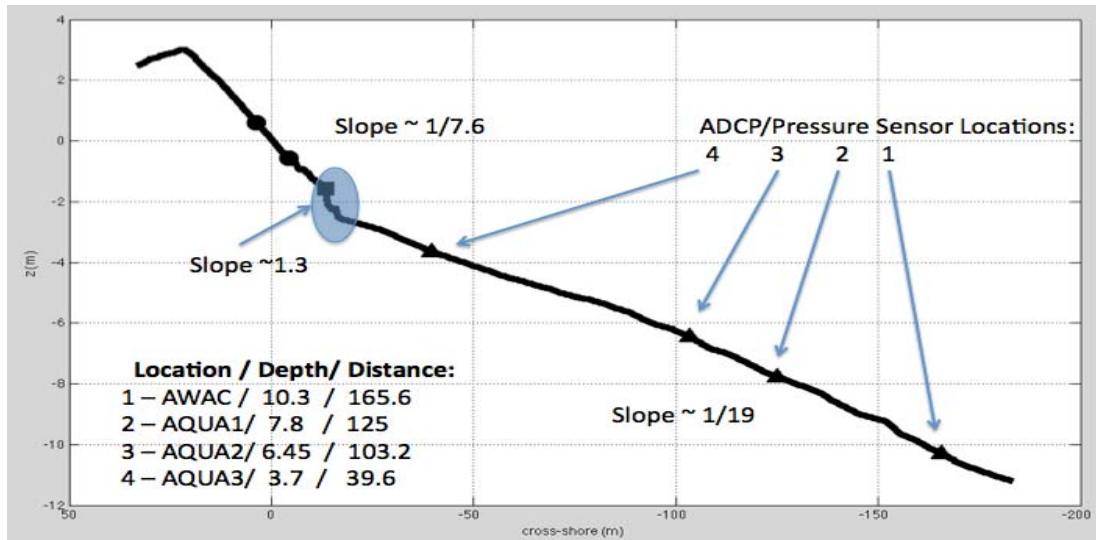 4
2
0
-2
-4
-6
-8
-10
-12
z(m)
Slope ~ 1/7.6
ADCP/Pressure Sensor Locations:
4 3 2 1
Slope ~1.3
Location / Depth/ Distance:
1 – AWAC / 10.3 / 165.6
2 – AQUA1/ 7.8 / 125
3 – AQUA2/ 6.45 / 103.2
4 – AQUA3/ 3.7 / 39.6
Slope ~ 1/19
50 0 -50 -100 -150 -200
cross-shore (m)